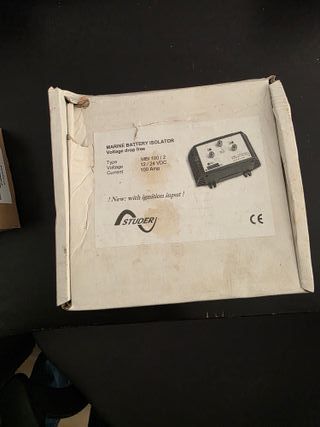 MARINE BATTERY ISOLATOR
Voltage drop free
Type MBI 100 / 2
Voltage 12 / 24 VDC
Current 100 Amp
! New: with ignition input !
STUDER
CE